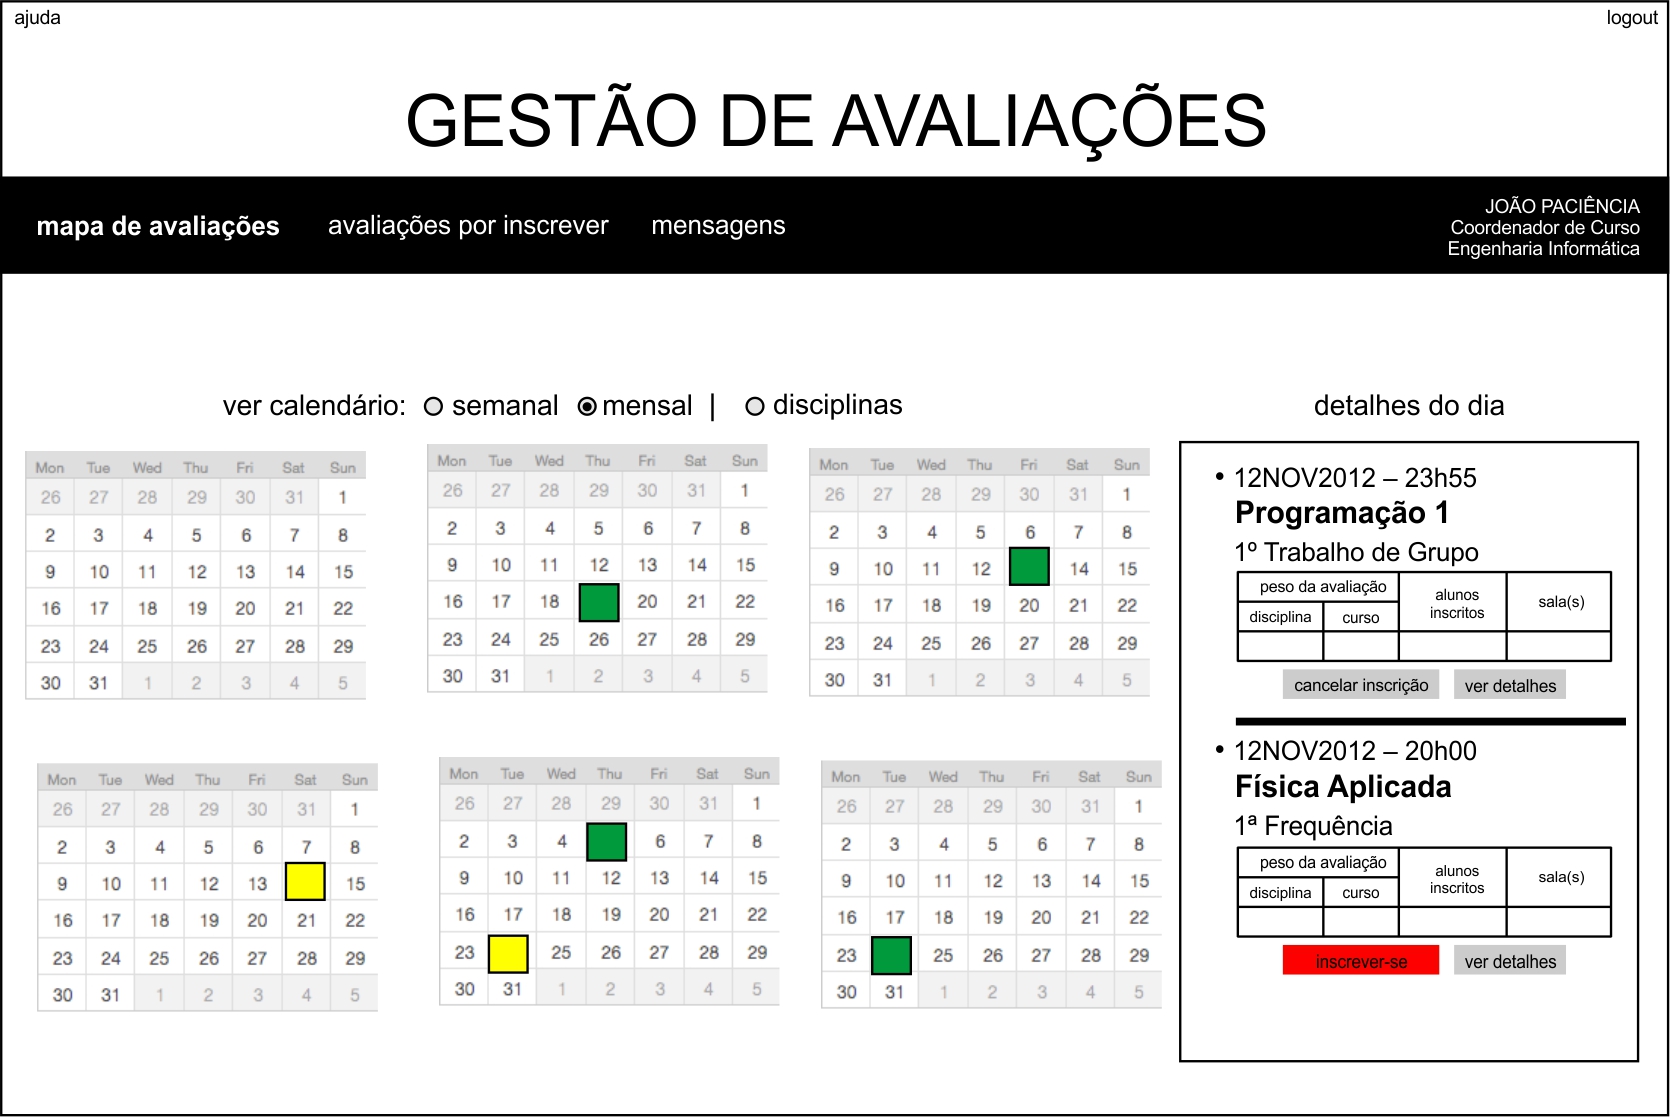 ajuda
logout
GESTÃO DE AVALIAÇÕES
mapa de avaliações avaliações por inscrever mensagens
JOÃO PACIÊNCIA
Coordenador de Curso
Engenharia Informática
ver calendário: semanal mensal | disciplinas
Mon Tue Wed Thu Fri Sat Sun
26 27 28 29 30 31 1
2 3 4 5 6 7 8
9 10 11 12 13 14 15
16 17 18 19 20 21 22
23 24 25 26 27 28 29
30 31 1 2 3 4 5
Mon Tue Wed Thu Fri Sat Sun
26 27 28 29 30 31 1
2 3 4 5 6 7 8
9 10 11 12 13 14 15
16 17 18 20 21 22
23 24 25 26 27 28 29
30 31 1 2 3 4 5
Mon Tue Wed Thu Fri Sat Sun
26 27 28 29 30 31 1
2 3 4 5 6 7 8
9 10 11 12 14 15
16 17 18 19 20 21 22
23 24 25 26 27 28 29
30 31 1 2 3 4 5
Mon Tue Wed Thu Fri Sat Sun
26 27 28 29 30 31 1
2 3 4 5 6 7 8
9 10 11 12 13 15
16 17 18 19 20 21 22
23 24 25 26 27 28 29
30 31 1 2 3 4 5
Mon Tue Wed Thu Fri Sat Sun
26 27 28 29 30 31 1
2 3 4 6 7 8
9 10 11 12 13 14 15
16 17 18 19 20 21 22
23 25 26 27 28 29
30 31 1 2 3 4 5
Mon Tue Wed Thu Fri Sat Sun
26 27 28 29 30 31 1
2 3 4 5 6 7 8
9 10 11 12 13 14 15
16 17 18 19 20 21 22
23 25 26 27 28 29
30 31 1 2 3 4 5
detalhes do dia
• 12NOV2012 – 23h55
Programação 1
1º Trabalho de Grupo
peso da avaliação
disciplina curso
alunos
inscritos
sala(s)
cancelar inscrição ver detalhes
• 12NOV2012 – 20h00
Física Aplicada
1ª Frequência
peso da avaliação
disciplina curso
alunos
inscritos
sala(s)
inscrever-se ver detalhes